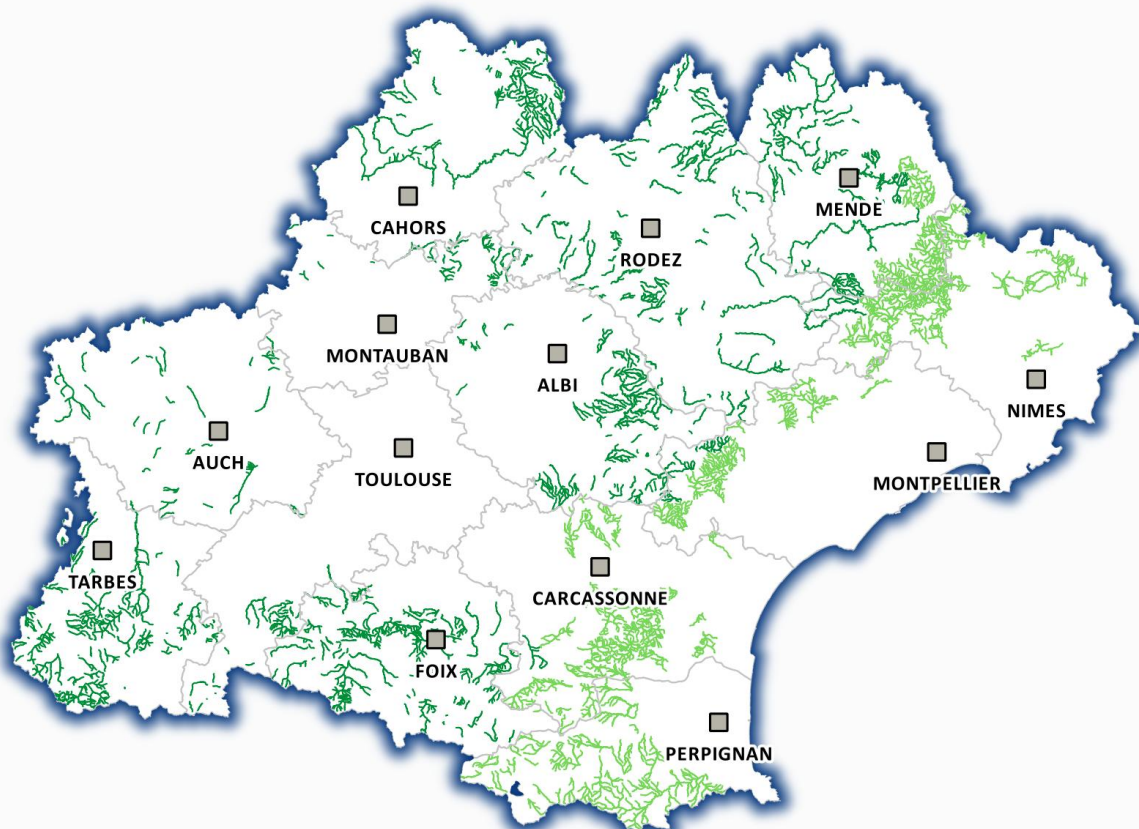 CAHORS
MENDE
RODEZ
MONTAUBAN
ALBI
NIMES
AUCH
TOULOUSE
MONTPELLIER
TARBES
CARCASSONNE
FOIX
PERPIGNAN